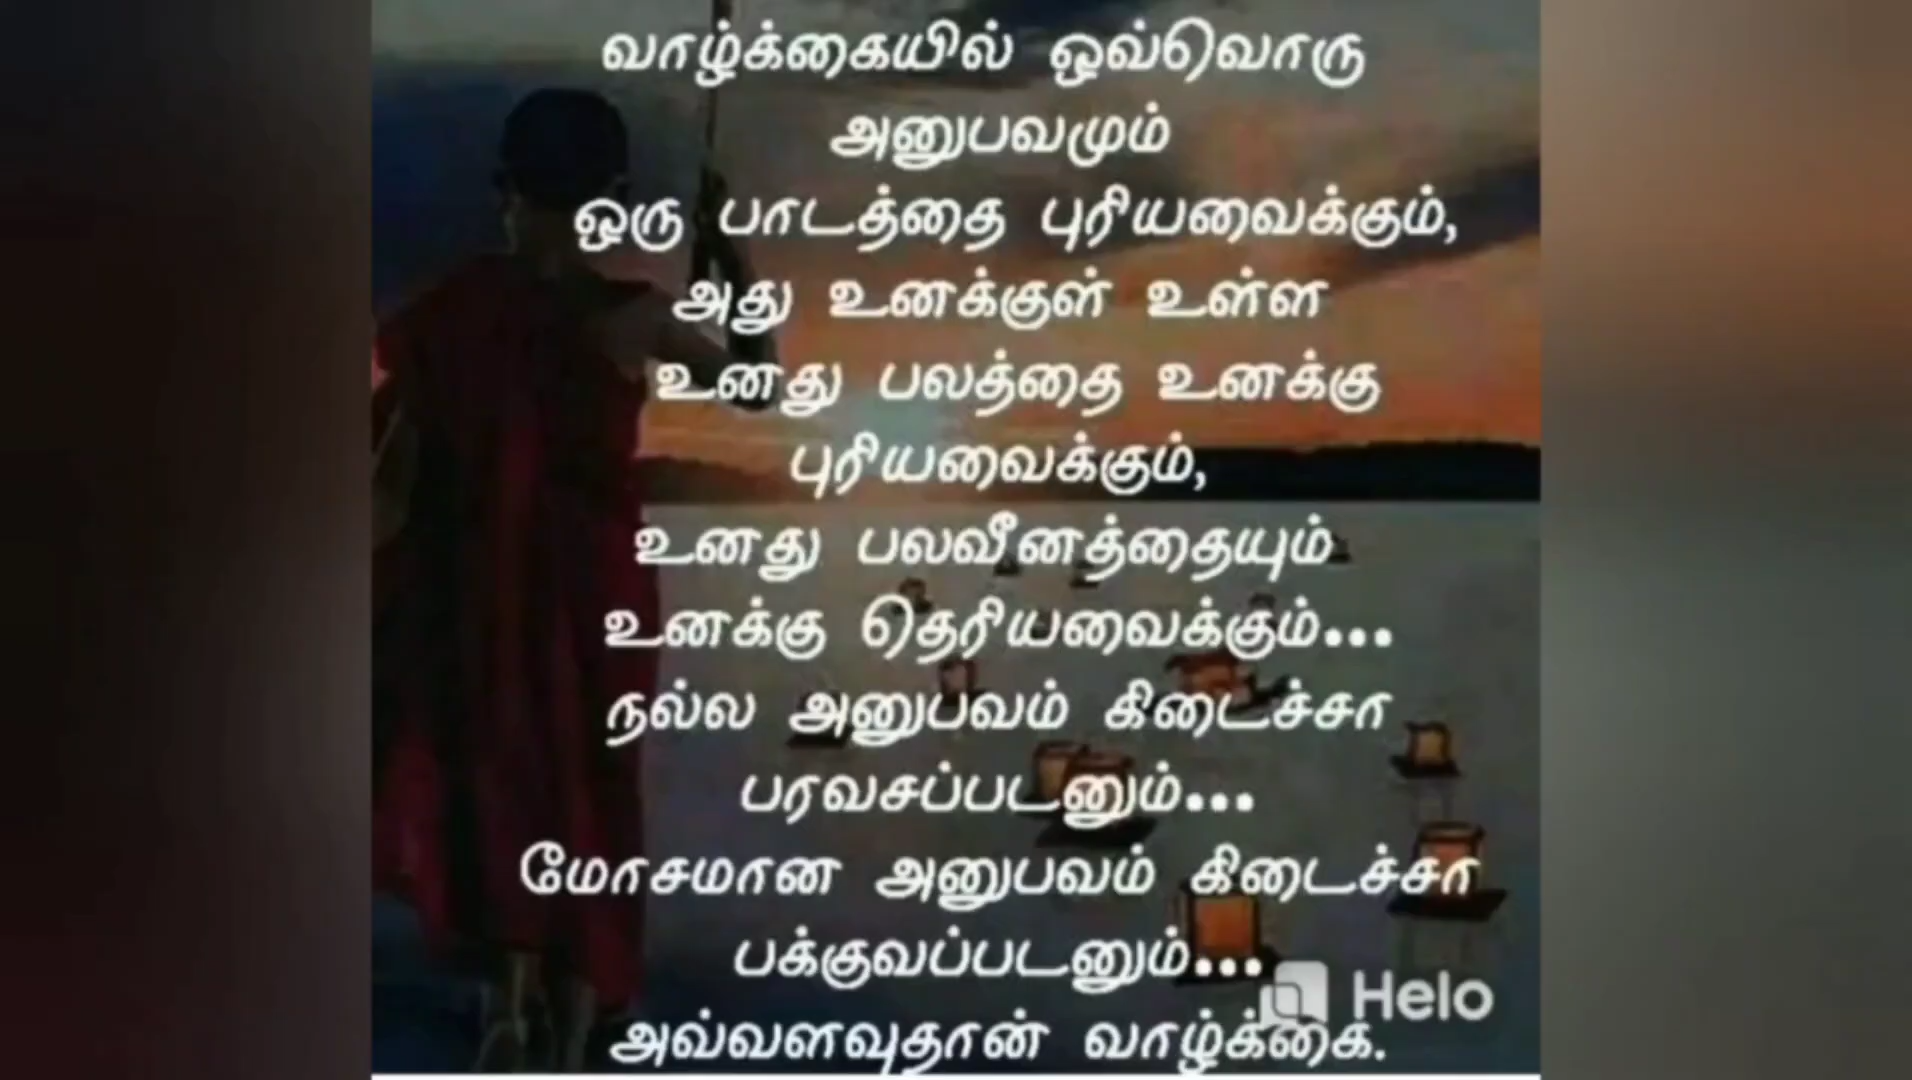 வாழ்க்கையில் ஒவ்வொரு
அனுபவமும்
ஒரு பாடத்தை புரியவைக்கும்,
அது உனக்குள் உள்ள
உனது பலத்தை உனக்கு
புரியவைக்கும்,
உனது பலவீனத்தையும்
உனக்கு தெரியவைக்கும்...
நல்ல அனுபவம் கிடைச்சா
பரவசப்படனும்...
மோசமான அனுபவம் கிடைச்சா
பக்குவப்படனும்...
Helo
அவ்வளவுதான் வாழ்க்கை.